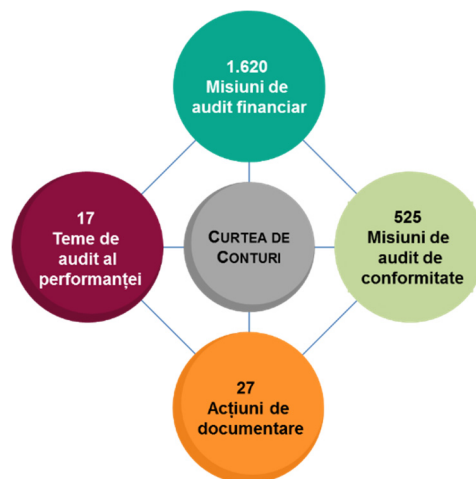 1.620
Misiuni de
audit financiar
17
Teme de
audit al
performanței
CURTEA DE
CONTURI
525
Misiuni de
audit de
conformitate
27
Acțiuni de
documentare